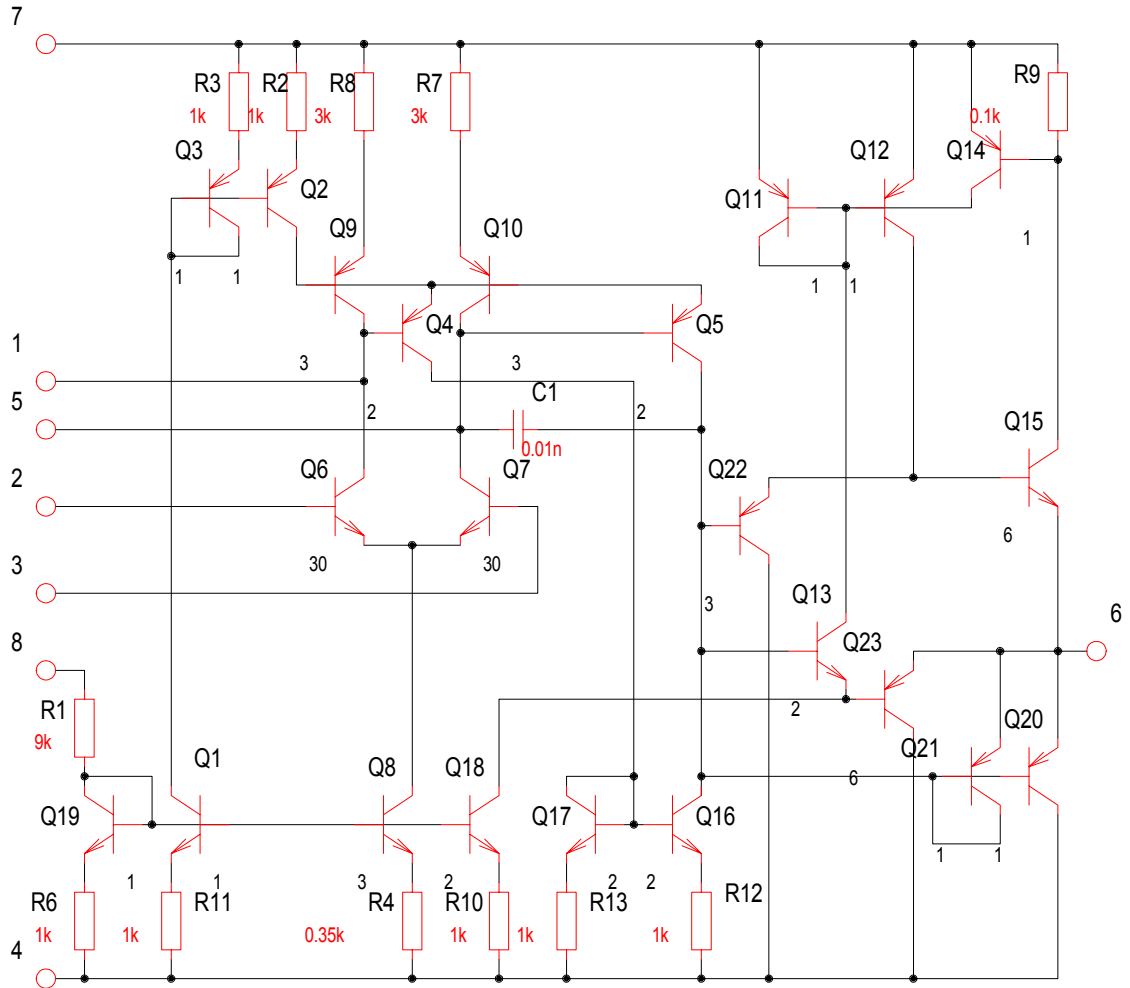 7
R3 R2 R8 R7 R9
1k 1k 3k 3k 0.1k
Q3 Q12 Q14
Q2 Q11
Q9 Q10
1
1 1 1 1
Q4 Q5
1
3 3
C1
5
2 2
Q15
0.01n
Q6 Q7 Q22
2
6
30 30
3
Q13
3
6
8
Q23
R1
2
Q20
9k
Q1 Q8 Q18 Q21
6
Q19 Q17 Q16
1 1
1 1 3 2 2 2
R6 R11 R4 R10 R13 R12
1k 1k 0.35k 1k 1k 1k
4